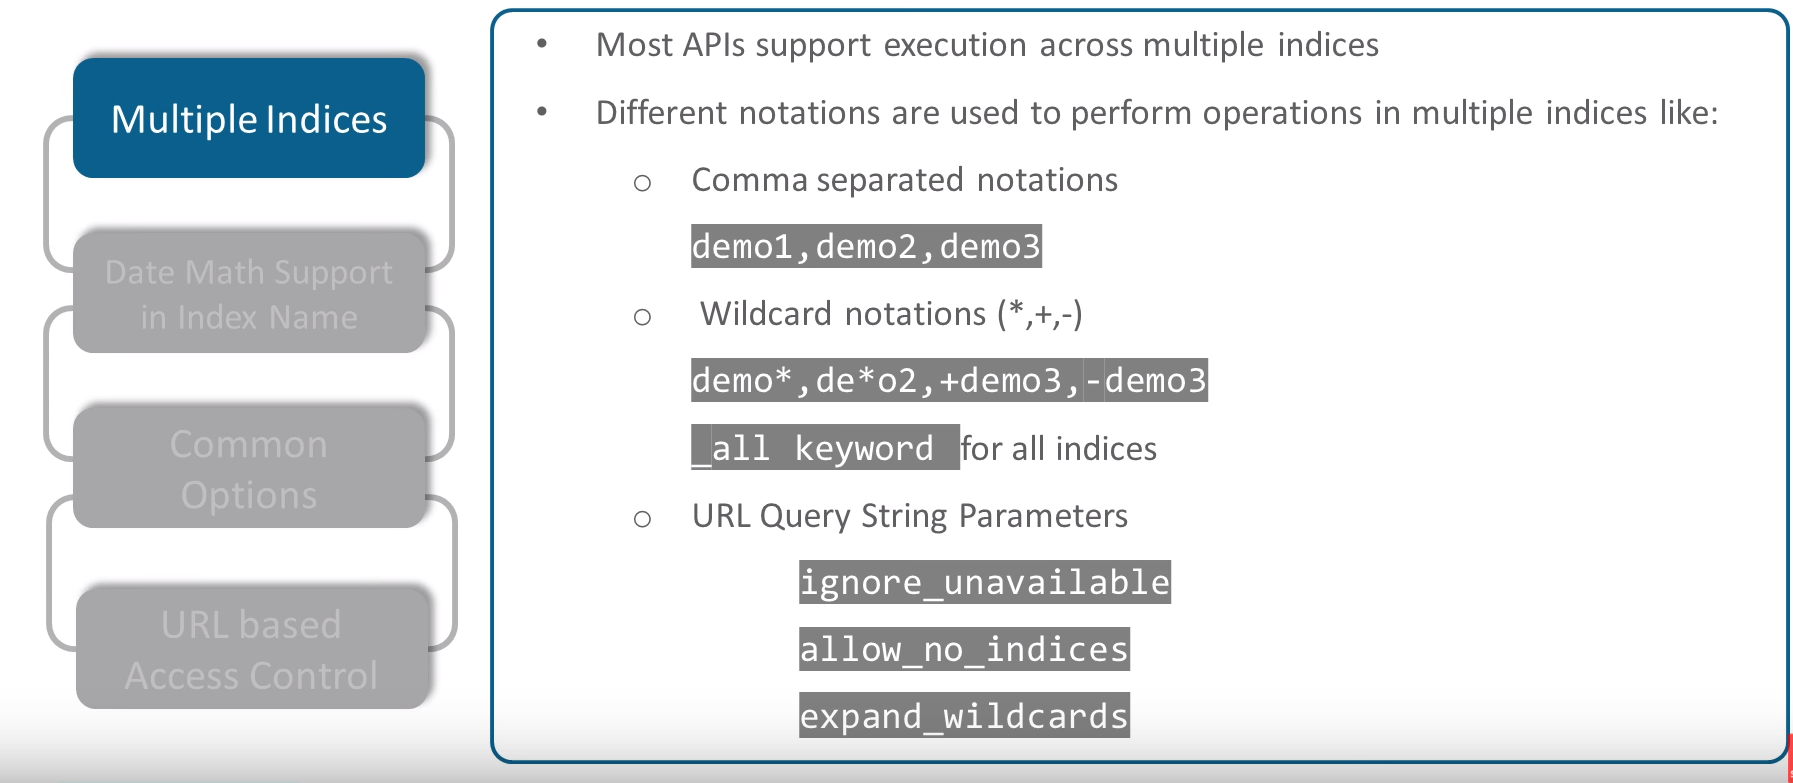 Multiple Indices
Date Math Support
in Index Name
Common
Options
URL based
Access Control
• Most APIs support execution across multiple indices
• Different notations are used to perform operations in multiple indices like:
o Comma separated notations
demo1,demo2,demo3
o Wildcard notations (*,+,-)
demo*,de*o2,+demo3,-demo3
_all keyword for all indices
o URL Query String Parameters
ignore_unavailable
allow_no_indices
expand_wildcards